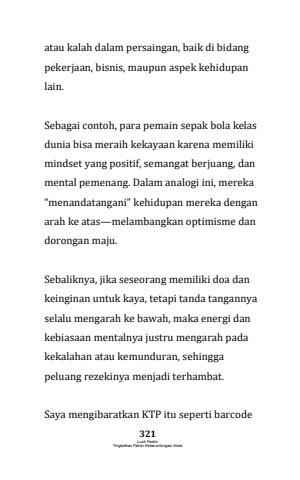 atau kalah dalam persaingan, baik di bidang
pekerjaan, bisnis, maupun aspek kehidupan
lain.
Sebagai contoh, para pemain sepak bola kelas
dunia bisa meraih kekayaan karena memiliki
mindset yang positif, semangat berjuang, dan
mental pemenang. Dalam analogi ini, mereka
“menandatangani” kehidupan mereka dengan
arah ke atas—melambangkan optimisme dan
dorongan maju.
Sebaliknya, jika seseorang memiliki doa dan
keinginan untuk kaya, tetapi tanda tangannya
selalu mengarah ke bawah, maka energi dan
kebiasaan mentalnya justru mengarah pada
kekalahan atau kemunduran, sehingga
peluang rezekinya menjadi terhambat.
Saya mengibaratkan KTP itu seperti barcode
321
Luck Factor
Tingkatkan Faktor Keberuntungan Anda